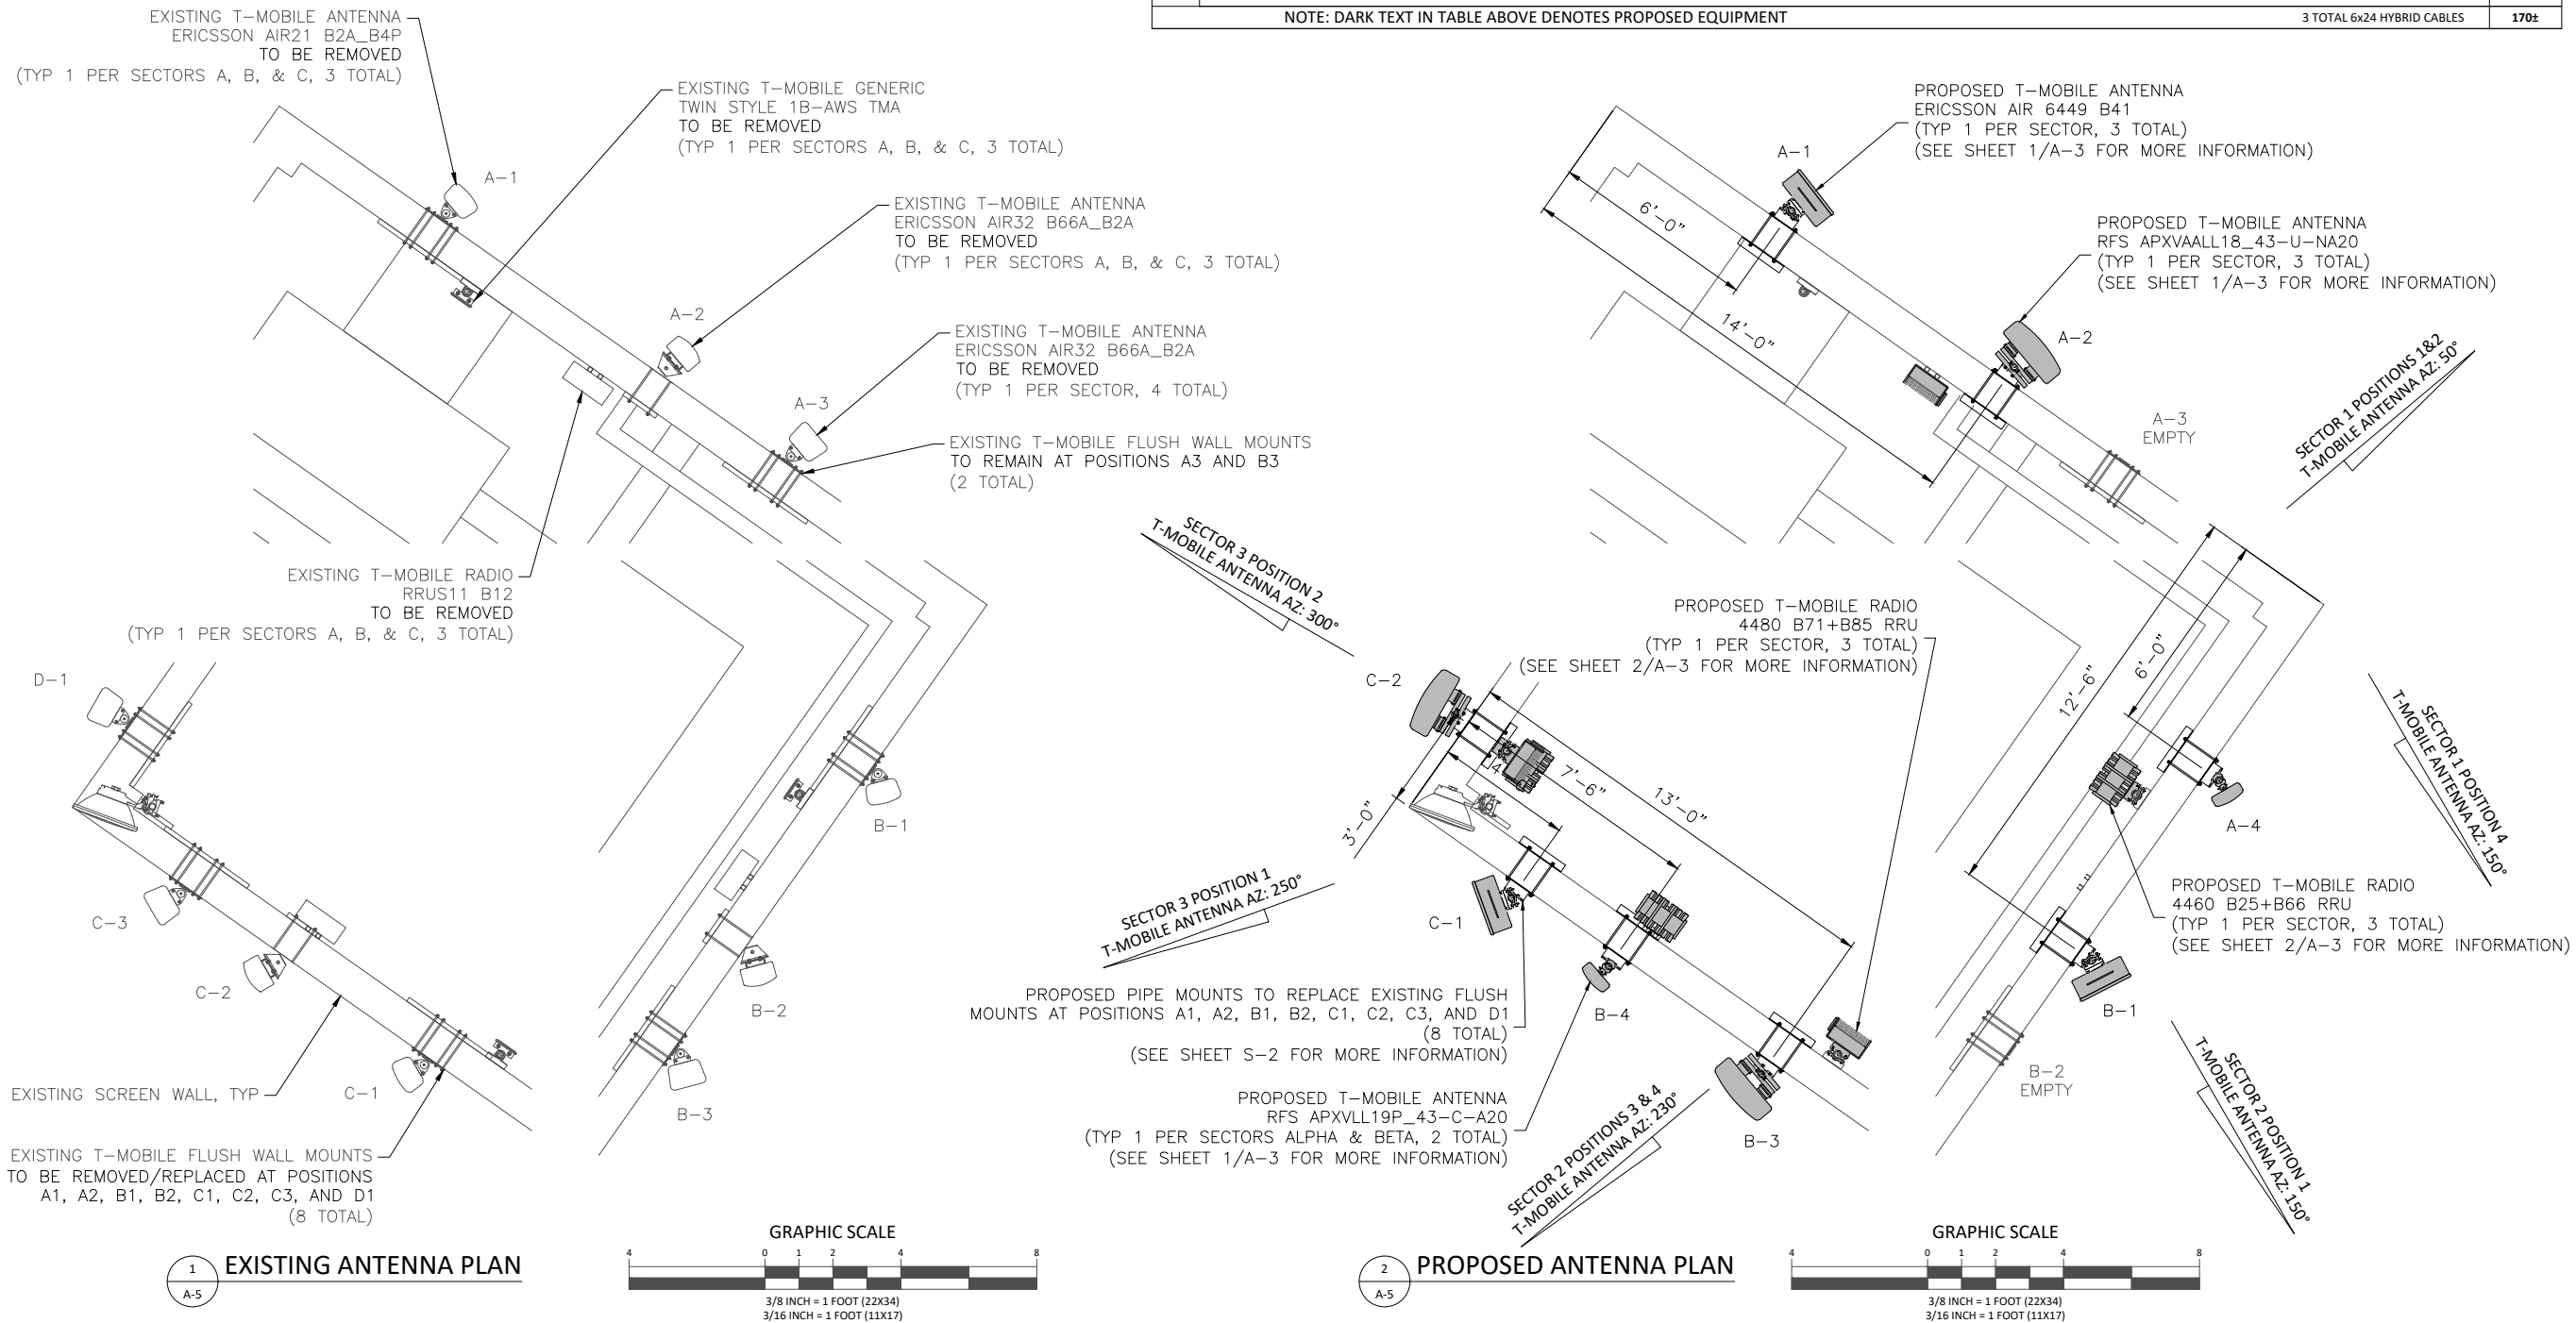 NOTE: DARK TEXT IN TABLE ABOVE DENOTES PROPOSED EQUIPMENT
3 TOTAL 6x24 HYBRID CABLES
170±
EXISTING T-MOBILE ANTENNA
ERICSSON AIR21 B2A_B4P
TO BE REMOVED
(TYP 1 PER SECTORS A, B, & C, 3 TOTAL)
EXISTING T-MOBILE GENERIC
TWIN STYLE 1B-AWS TMA
TO BE REMOVED
(TYP 1 PER SECTORS A, B, & C, 3 TOTAL)
A-1
EXISTING T-MOBILE ANTENNA
ERICSSON AIR32 B66A_B2A
TO BE REMOVED
(TYP 1 PER SECTORS A, B, & C, 3 TOTAL)
A-2
EXISTING T-MOBILE ANTENNA
ERICSSON AIR32 B66A_B2A
TO BE REMOVED
(TYP 1 PER SECTOR, 4 TOTAL)
A-3
EXISTING T-MOBILE FLUSH WALL MOUNTS
TO REMAIN AT POSITIONS A3 AND B3
(2 TOTAL)
EXISTING T-MOBILE RADIO
RRUS11 B12
TO BE REMOVED
(TYP 1 PER SECTORS A, B, & C, 3 TOTAL)
D-1
B-1
C-3
C-2
B-2
C-1
B-3
EXISTING SCREEN WALL, TYP
EXISTING T-MOBILE FLUSH WALL MOUNTS
TO BE REMOVED/REPLACED AT POSITIONS
A1, A2, B1, B2, C1, C2, C3, AND D1
(8 TOTAL)
1
A-5
EXISTING ANTENNA PLAN
GRAPHIC SCALE
4 0 1 2 4 8
3/8 INCH = 1 FOOT (22X34)
3/16 INCH = 1 FOOT (11X17)
PROPOSED T-MOBILE ANTENNA
ERICSSON AIR 6449 B41
(TYP 1 PER SECTOR, 3 TOTAL)
(SEE SHEET 1/A-3 FOR MORE INFORMATION)
A-1
6'-0"
PROPOSED T-MOBILE ANTENNA
RFS APXVAALL18_43-U-NA20
(TYP 1 PER SECTOR, 3 TOTAL)
(SEE SHEET 1/A-3 FOR MORE INFORMATION)
14'-0"
A-2
A-3
EMPTY
SECTOR 1 POSITIONS 1&2
T-MOBILE ANTENNA AZ: 50°
SECTOR 3 POSITION 2
T-MOBILE ANTENNA AZ: 300°
PROPOSED T-MOBILE RADIO
4480 B71+B85 RRU
(TYP 1 PER SECTOR, 3 TOTAL)
(SEE SHEET 2/A-3 FOR MORE INFORMATION)
C-2
4
7'-6"
13'-0"
3'-0"
12'-6"
6'-0"
SECTOR 1 POSITION 4
T-MOBILE ANTENNA AZ: 150°
A-4
SECTOR 3 POSITION 1
T-MOBILE ANTENNA AZ: 250°
C-1
PROPOSED T-MOBILE RADIO
4460 B25+B66 RRU
(TYP 1 PER SECTOR, 3 TOTAL)
(SEE SHEET 2/A-3 FOR MORE INFORMATION)
PROPOSED PIPE MOUNTS TO REPLACE EXISTING FLUSH
MOUNTS AT POSITIONS A1, A2, B1, B2, C1, C2, C3, AND D1
(8 TOTAL)
(SEE SHEET S-2 FOR MORE INFORMATION)
B-4
B-1
B-2
EMPTY
PROPOSED T-MOBILE ANTENNA
RFS APXVLL19P_43-C-A20
(TYP 1 PER SECTORS ALPHA & BETA, 2 TOTAL)
(SEE SHEET 1/A-3 FOR MORE INFORMATION)
B-3
SECTOR 2 POSITIONS 3 & 4
T-MOBILE ANTENNA AZ: 230°
SECTOR 2 POSITION 1
T-MOBILE ANTENNA AZ: 150°
2
A-5
PROPOSED ANTENNA PLAN
GRAPHIC SCALE
4 0 1 2 4 8
3/8 INCH = 1 FOOT (22X34)
3/16 INCH = 1 FOOT (11X17)